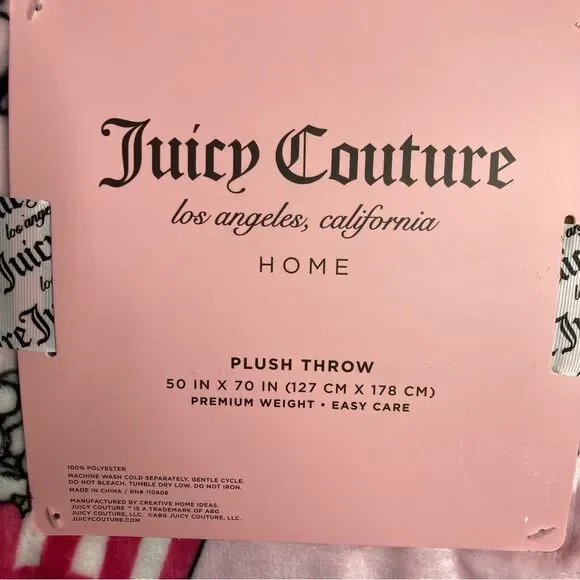 Juicy Couture
los angeles, california
HOME
PLUSH THROW
50 IN X 70 IN (127 CM X 178 CM)
PREMIUM WEIGHT • EASY CARE
100% POLYESTER
MACHINE WASH COLD SEPARATELY, GENTLE CYCLE.
DO NOT BLEACH. TUMBLE DRY LOW. DO NOT IRON.
MADE IN CHINA / RN# 110806
MANUFACTURED BY CREATIVE HOME IDEAS.
JUICY COUTURE ™ IS A TRADEMARK OF ABG
JUICY COUTURE, LLC. ©ABG JUICY COUTURE, LLC.
JUICYCOUTURE.COM